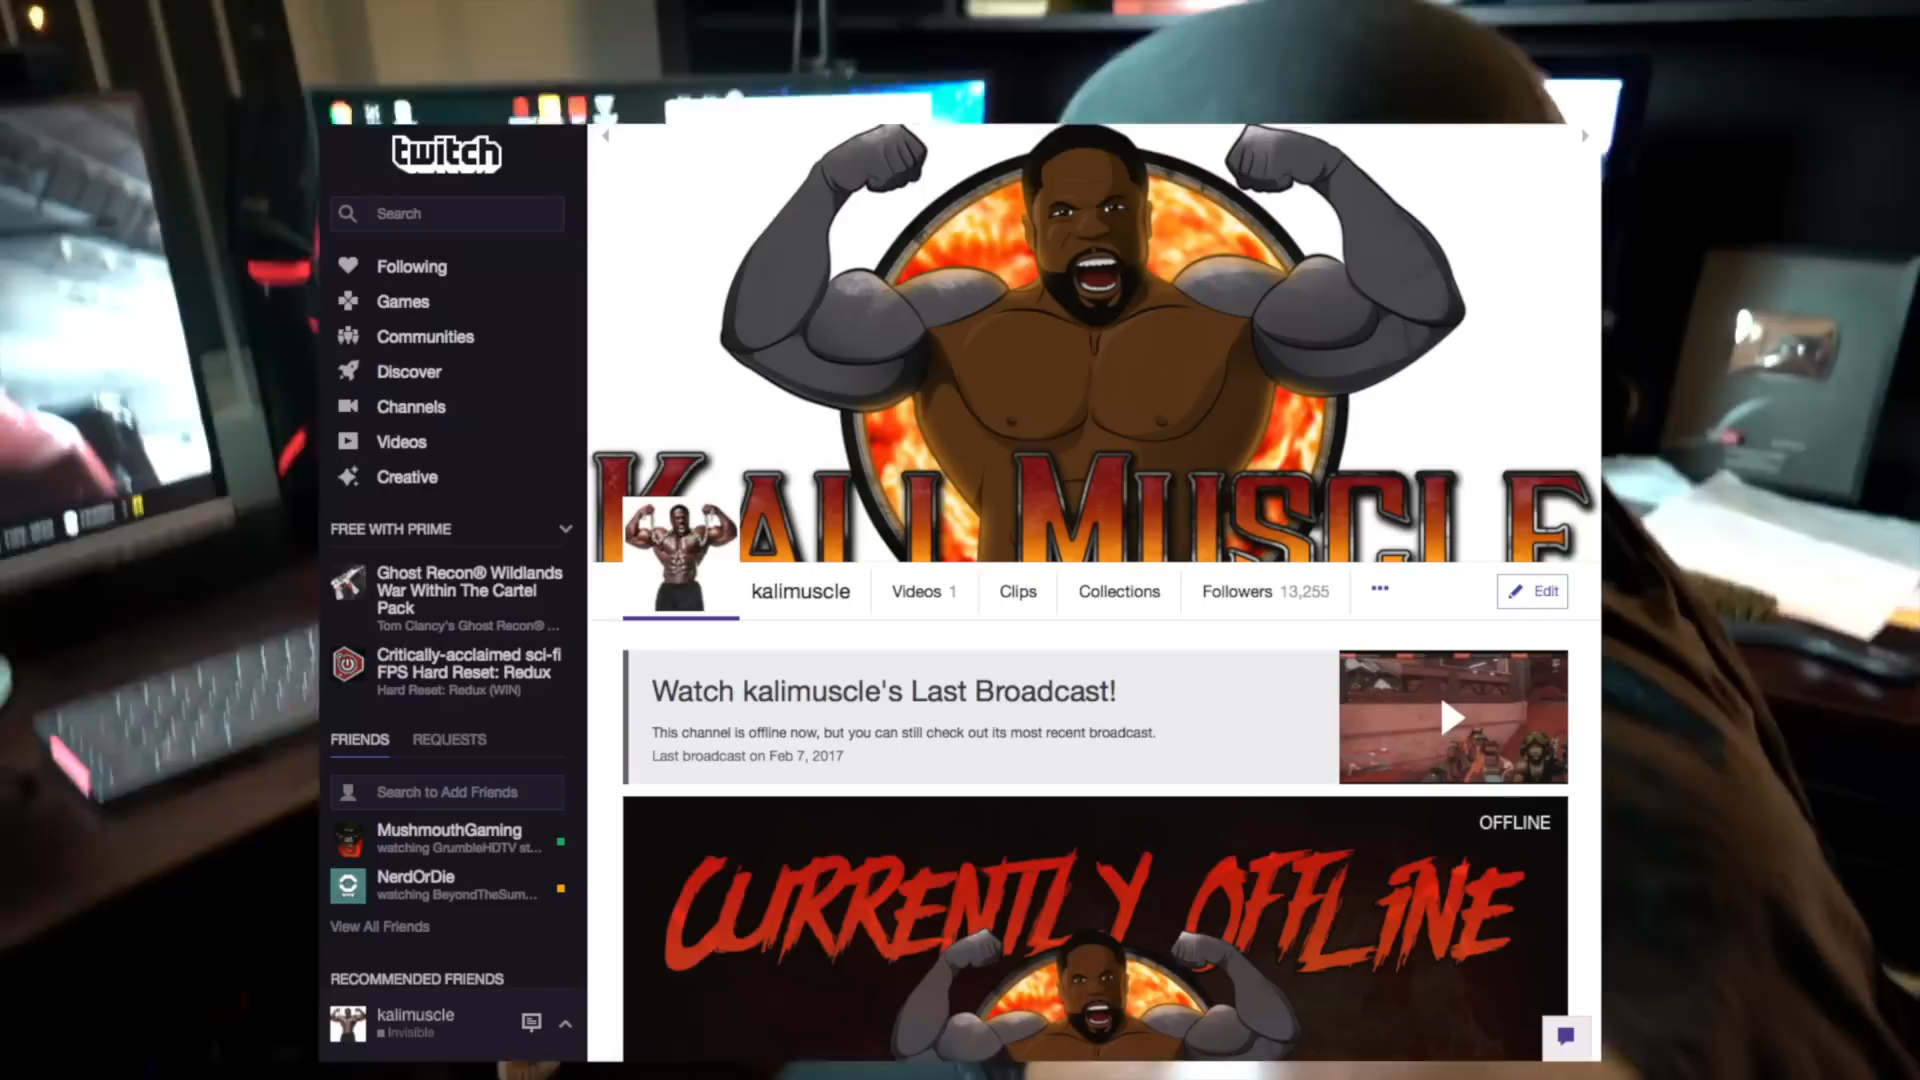 twitch
Search
Following
Games
Communities
Discover
Channels
Videos
Creative
FREE WITH PRIME
Ghost Recon® Wildlands
War Within The Cartel
Pack
Tom Clancy's Ghost Recon® ...
Critically-acclaimed sci-fi
FPS Hard Reset: Redux
Hard Reset: Redux (WIN)
FRIENDS REQUESTS
Search to Add Friends
MushmouthGaming
watching GrumbleHDTV st...
NerdOrDie
watching BeyondTheSum...
View All Friends
RECOMMENDED FRIENDS
kalimuscle
Invisible
KALI MUSCLE
kalimuscle Videos 1 Clips Collections Followers 13,255 ... Edit
Watch kalimuscle's Last Broadcast!
This channel is offline now, but you can still check out its most recent broadcast.
Last broadcast on Feb 7, 2017
OFFLINE
CURRENTLY OFFLINE